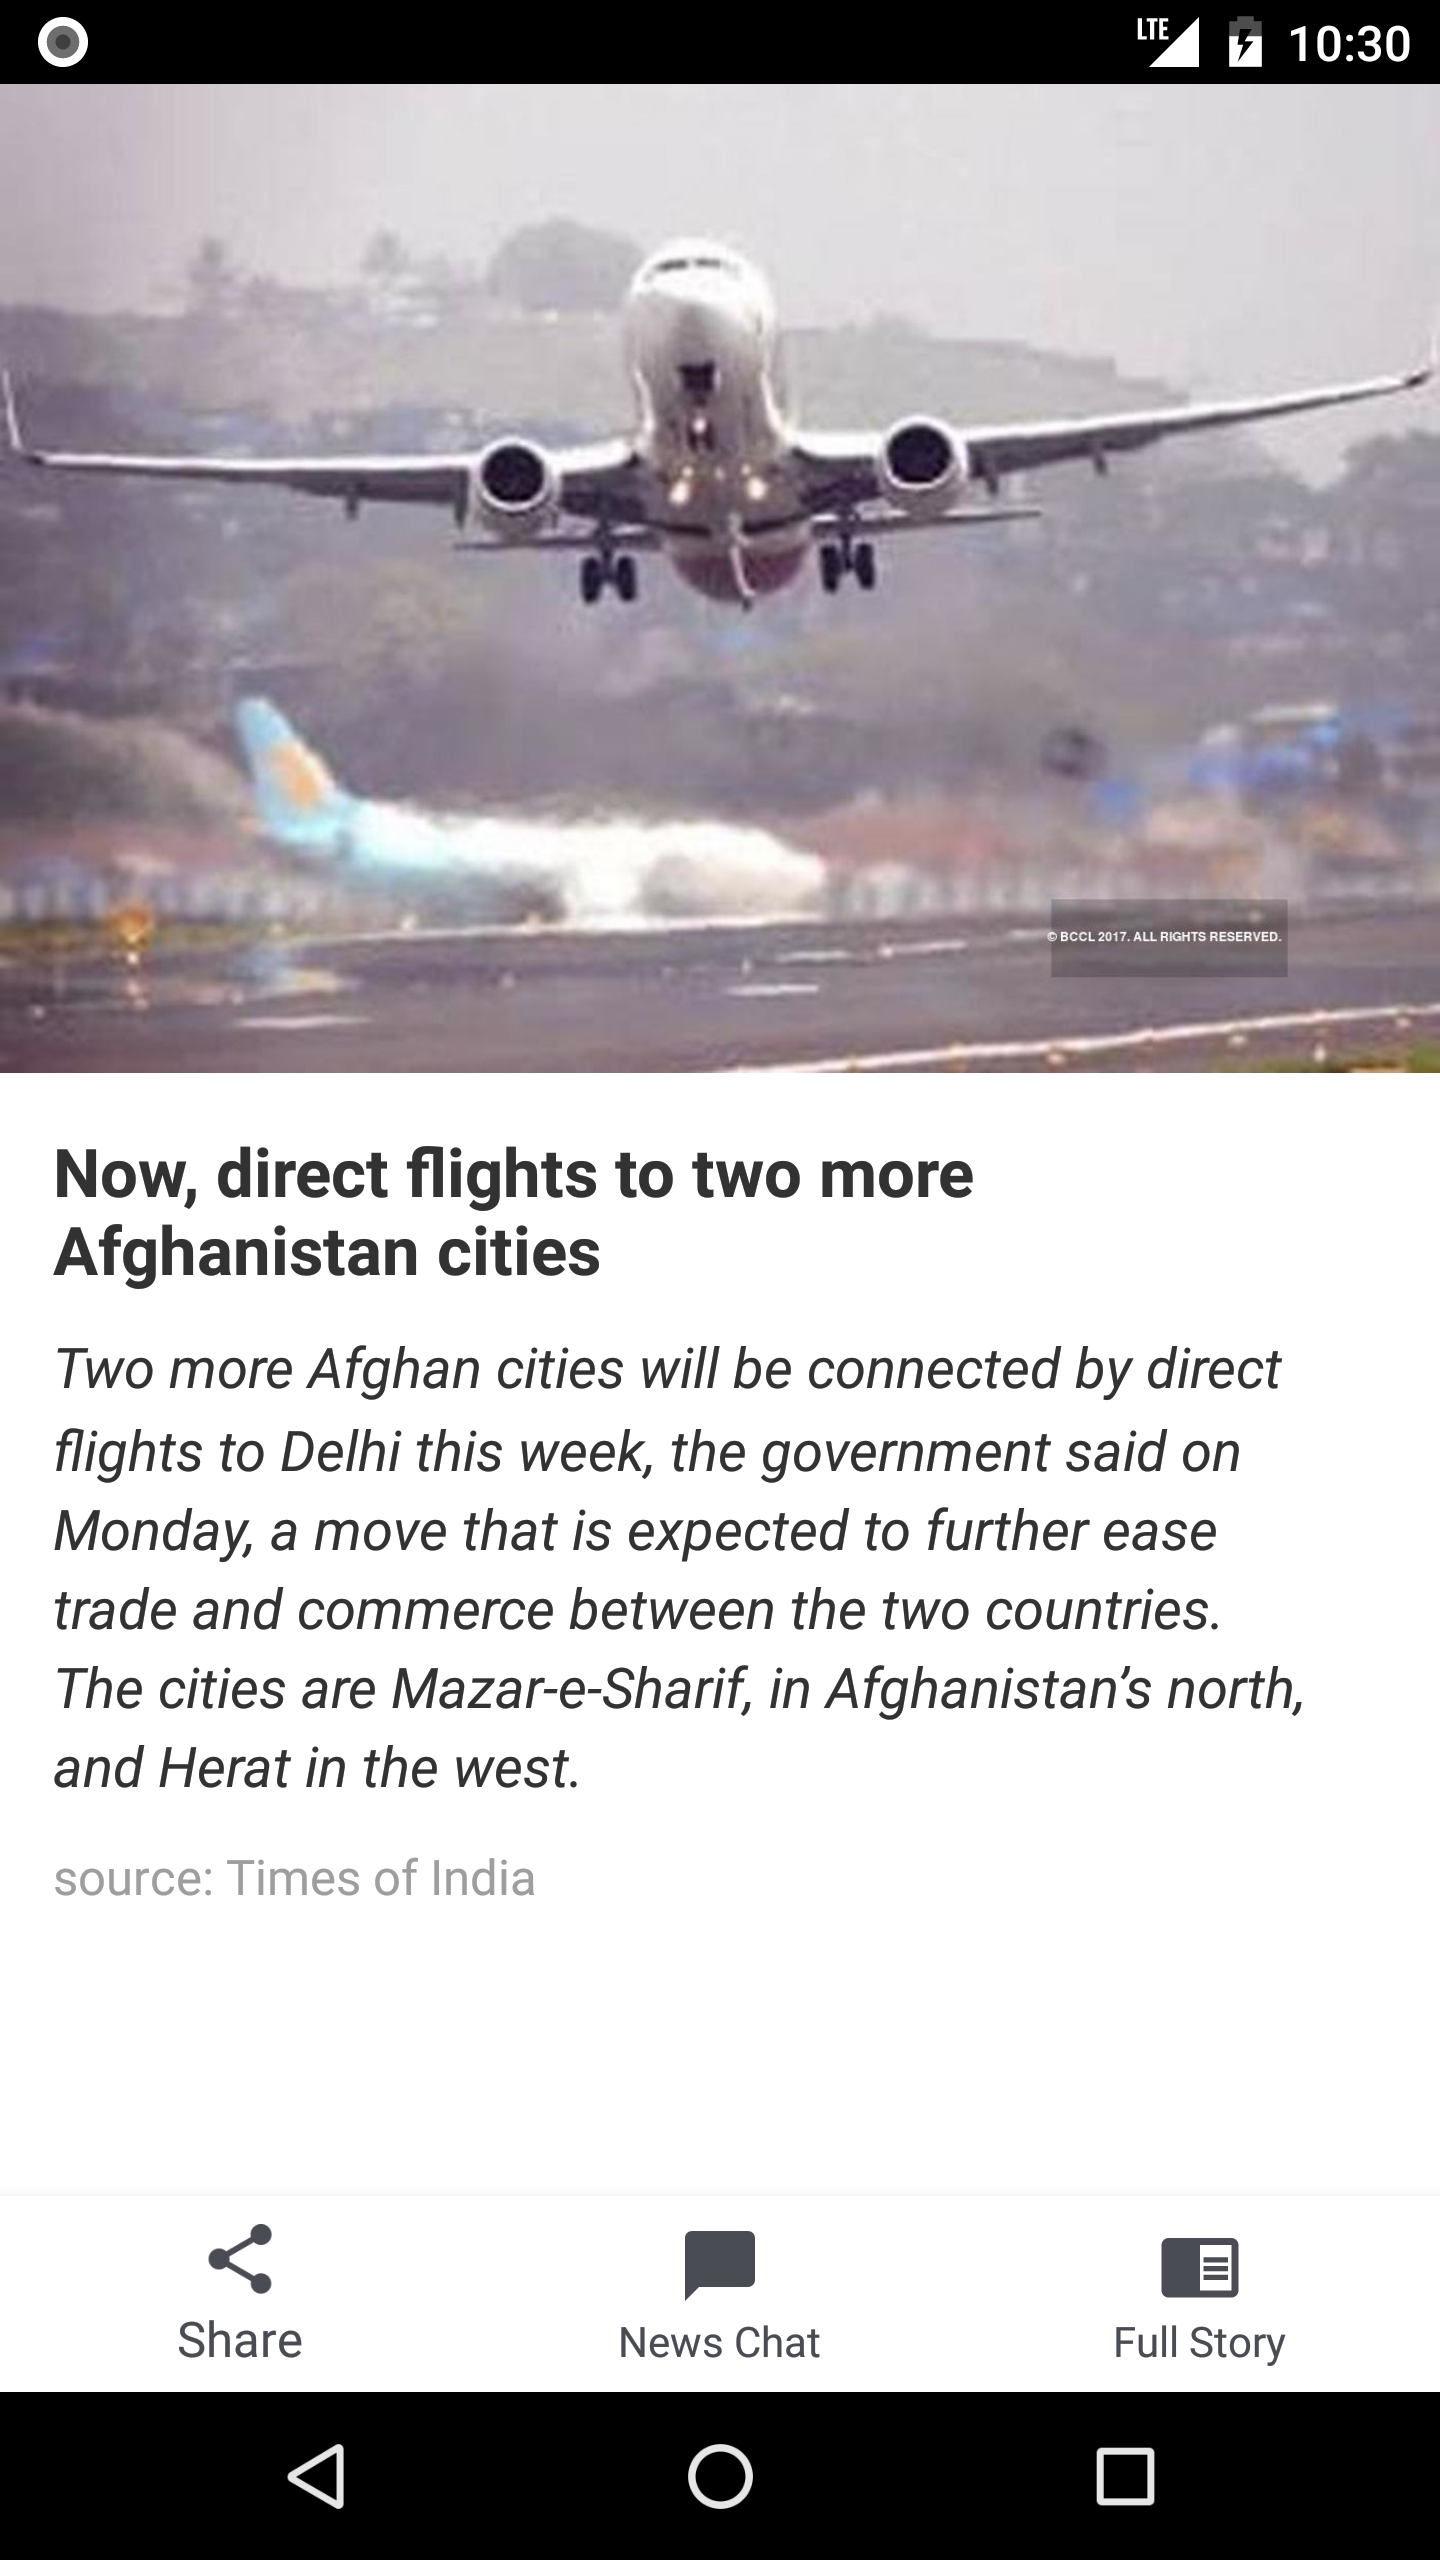 LTE 10:30
© BCCL 2017. ALL RIGHTS RESERVED.
Now, direct flights to two more
Afghanistan cities
Two more Afghan cities will be connected by direct
flights to Delhi this week, the government said on
Monday, a move that is expected to further ease
trade and commerce between the two countries.
The cities are Mazar-e-Sharif, in Afghanistan’s north,
and Herat in the west.
source: Times of India
Share News Chat Full Story